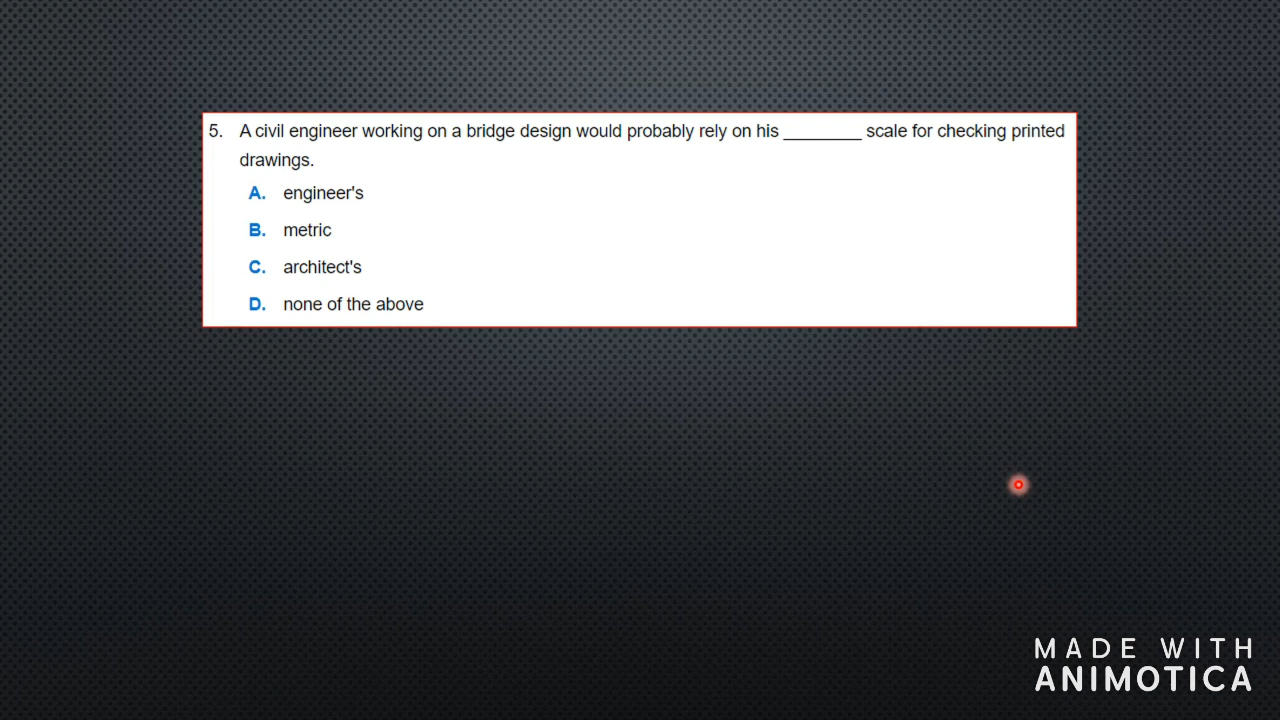 5. A civil engineer working on a bridge design would probably rely on his ________ scale for checking printed
drawings.
A. engineer's
B. metric
C. architect's
D. none of the above
MADE WITH
ANIMOTICA